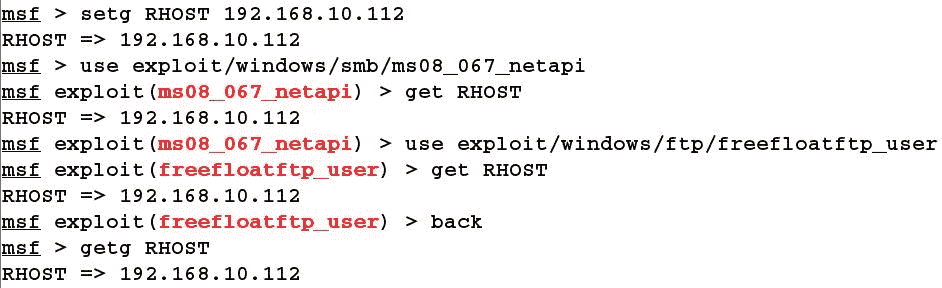 msf > setg RHOST 192.168.10.112
RHOST => 192.168.10.112
msf > use exploit/windows/smb/ms08_067_netapi
msf exploit(ms08_067_netapi) > get RHOST
RHOST => 192.168.10.112
msf exploit(ms08_067_netapi) > use exploit/windows/ftp/freefloatftp_user
msf exploit(freefloatftp_user) > get RHOST
RHOST => 192.168.10.112
msf exploit(freefloatftp_user) > back
msf > getg RHOST
RHOST => 192.168.10.112